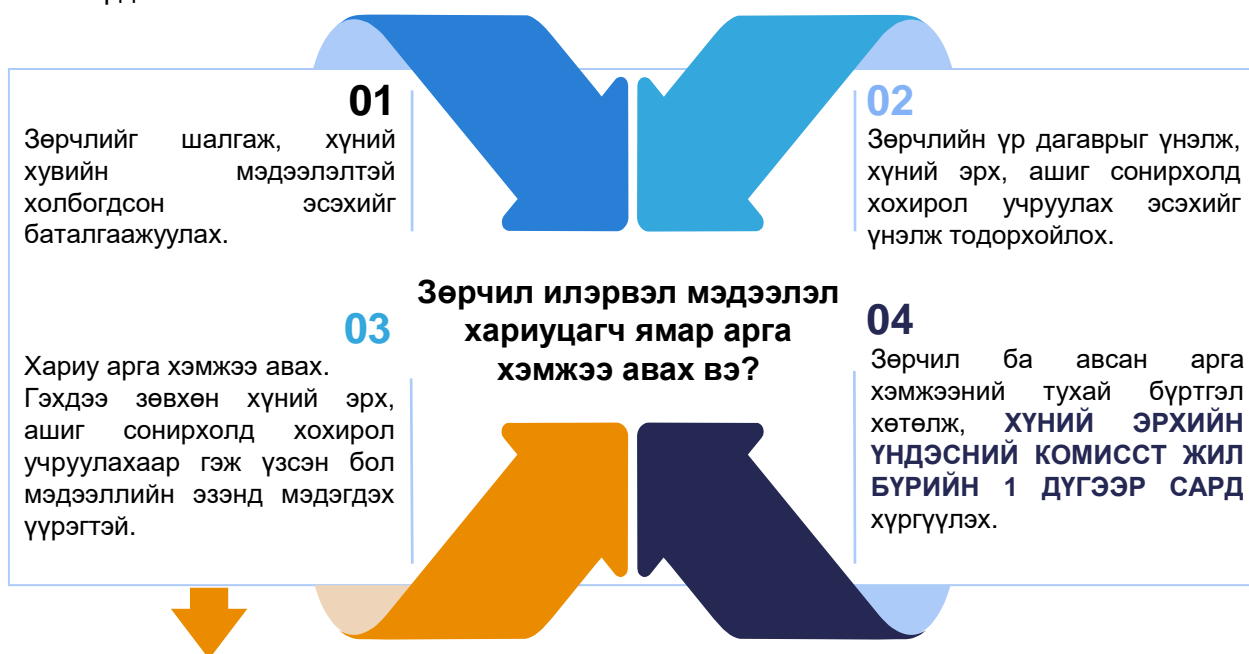 01
Зөрчлийг шалгаж, хүний
хувийн мэдээлэлтэй
холбогдсон эсэхийг
баталгаажуулах.
02
Зөрчлийн үр дагаврыг үнэлж,
хүний эрх, ашиг сонирхолд
хохирол учруулах эсэхийг
үнэлж тодорхойлох.
Зөрчил илэрвэл мэдээлэл
хариуцагч ямар арга
хэмжээ авах вэ?
03
Хариу арга хэмжээ авах.
Гэхдээ зөвхөн хүний эрх,
ашиг сонирхолд хохирол
учруулахаар гэж үзсэн бол
мэдээллийн эзэнд мэдэгдэх
үүрэгтэй.
04
Зөрчил ба авсан арга
хэмжээний тухай бүртгэл
хөтөлж, ХҮНИЙ ЭРХИЙН
ҮНДЭСНИЙ КОМИССТ ЖИЛ
БҮРИЙН 1 ДҮГЭЭР САРД
хүргүүлэх.